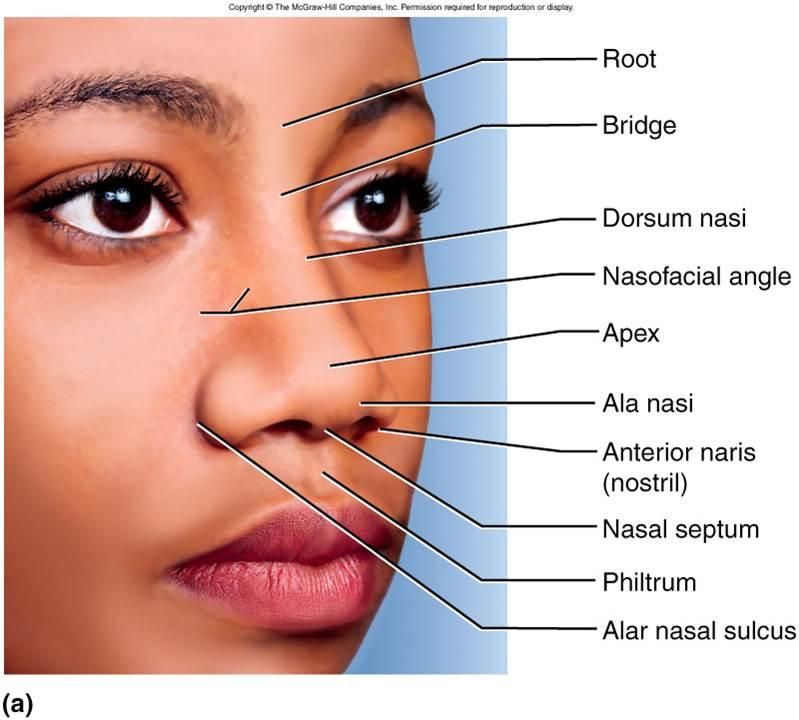 Copyright © The McGraw-Hill Companies, Inc. Permission required for reproduction or display.
Root
Bridge
Dorsum nasi
Nasofacial angle
Apex
Ala nasi
Anterior naris
(nostril)
Nasal septum
Philtrum
Alar nasal sulcus
(a)